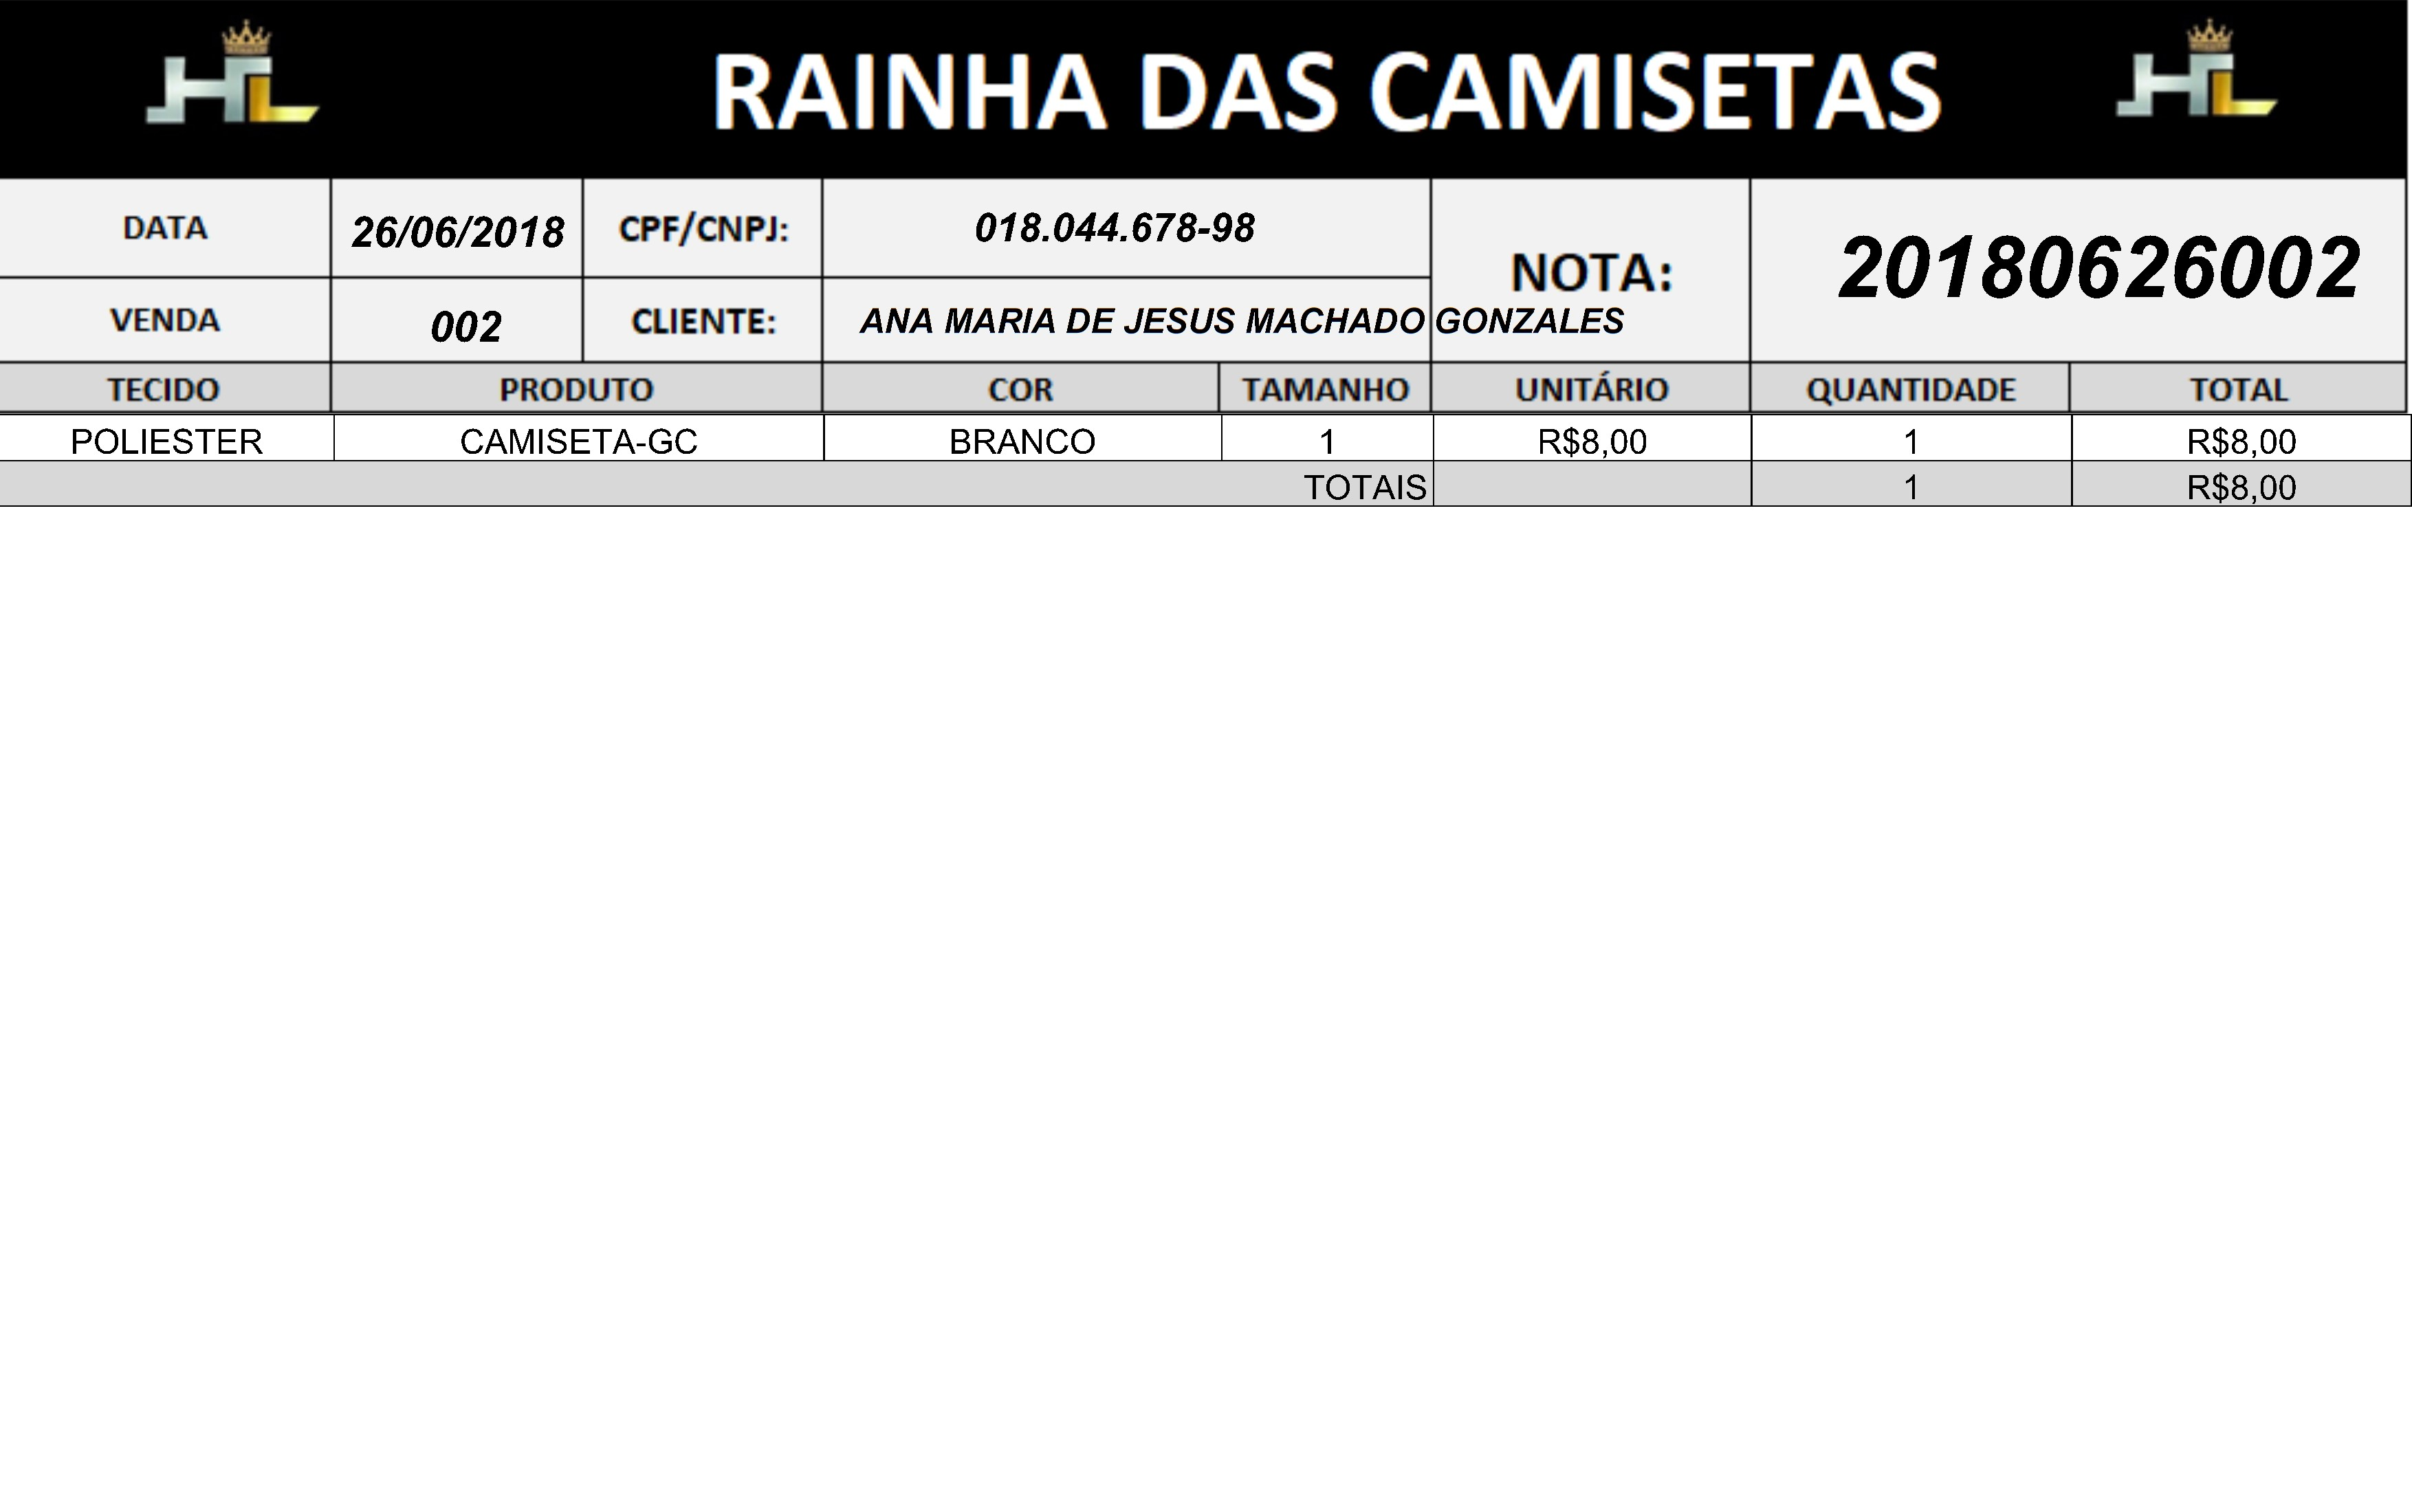 HL RAINHA DAS CAMISETAS HL
DATA 26/06/2018 CPF/CNPJ: 018.044.678-98
NOTA: 20180626002
VENDA 002 CLIENTE: ANA MARIA DE JESUS MACHADO GONZALES
TECIDO PRODUTO COR TAMANHO UNITÁRIO QUANTIDADE TOTAL
POLIESTER CAMISETA-GC BRANCO 1 R$8,00 1 R$8,00
TOTAIS 1 R$8,00